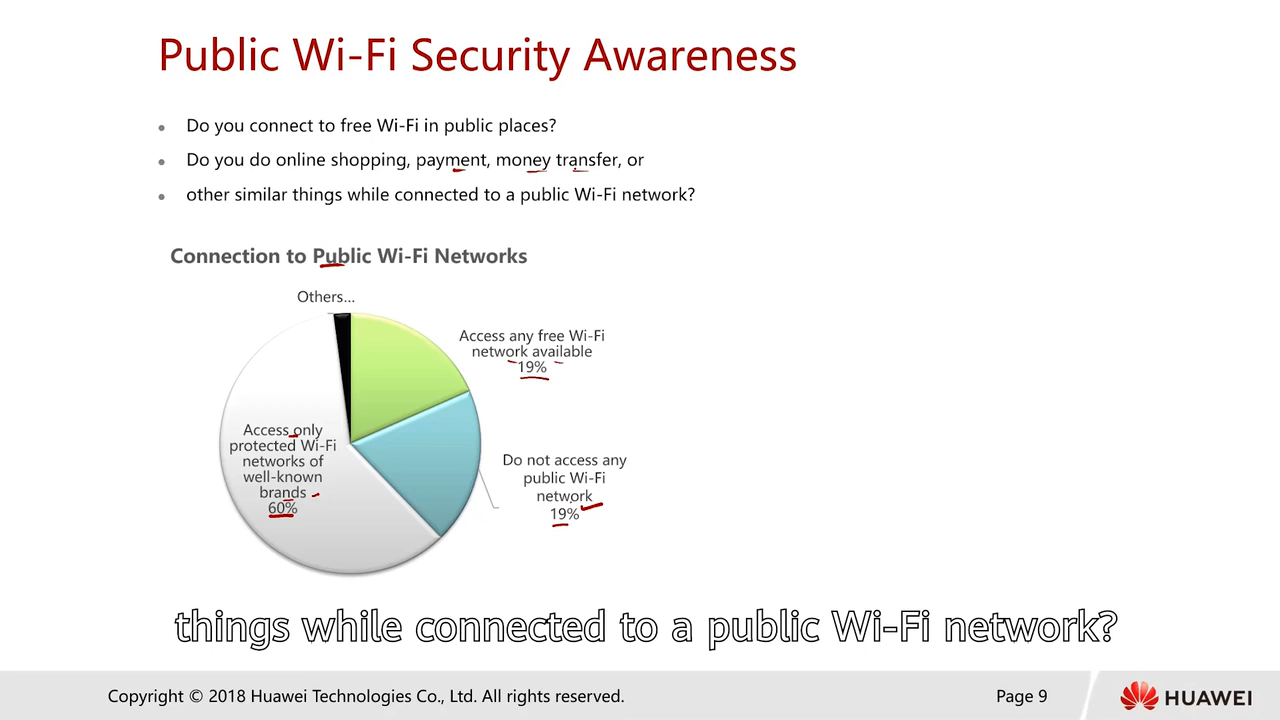 Public Wi-Fi Security Awareness
Do you connect to free Wi-Fi in public places?
Do you do online shopping, payment, money transfer, or
other similar things while connected to a public Wi-Fi network?
Connection to Public Wi-Fi Networks
Others...
Access any free Wi-Fi
network available
19%
Access only
protected Wi-Fi
networks of
well-known
brands
60%
Do not access any
public Wi-Fi
network
19%
things while connected to a public Wi-Fi network?
Copyright © 2018 Huawei Technologies Co., Ltd. All rights reserved.
Page 9
HUAWEI